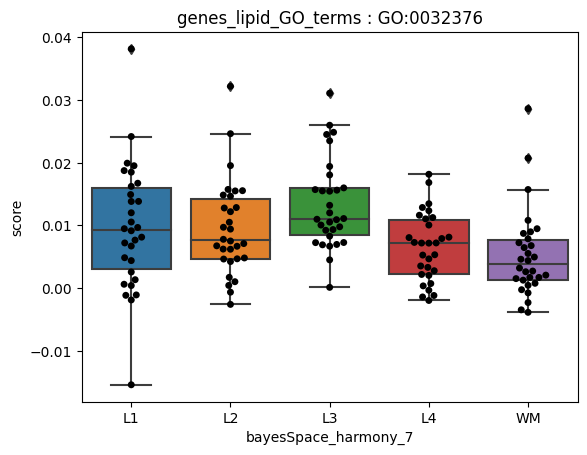 genes_lipid_GO_terms : GO:0032376
0.04
0.03
0.02
0.01
0.00
−0.01
score
L1 L2 L3 L4 WM
bayesSpace_harmony_7